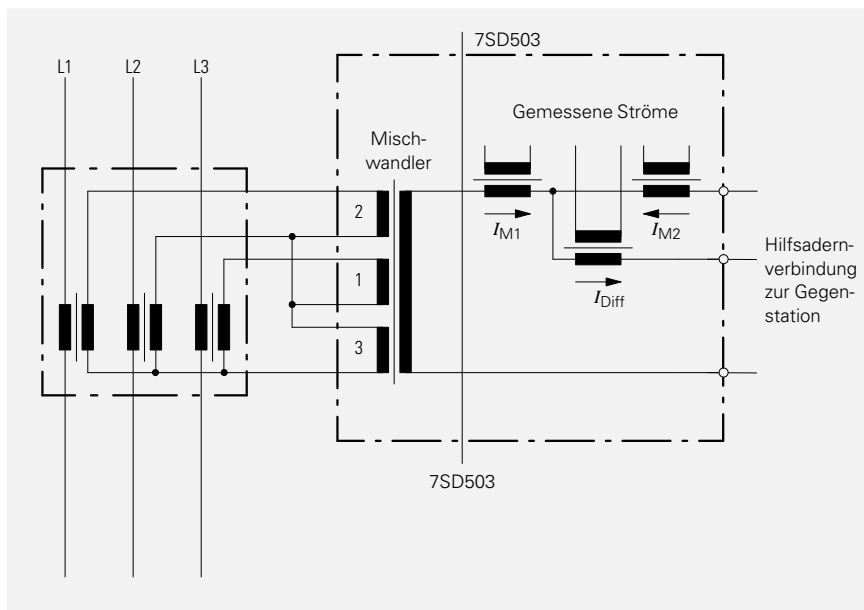 7SD503
L1
L2
L3
Gemessene Ströme
Misch-
wandler
2
1
3
I_M1
I_M2
I_Diff
Hilfsadern-
verbindung
zur Gegen-
station
7SD503